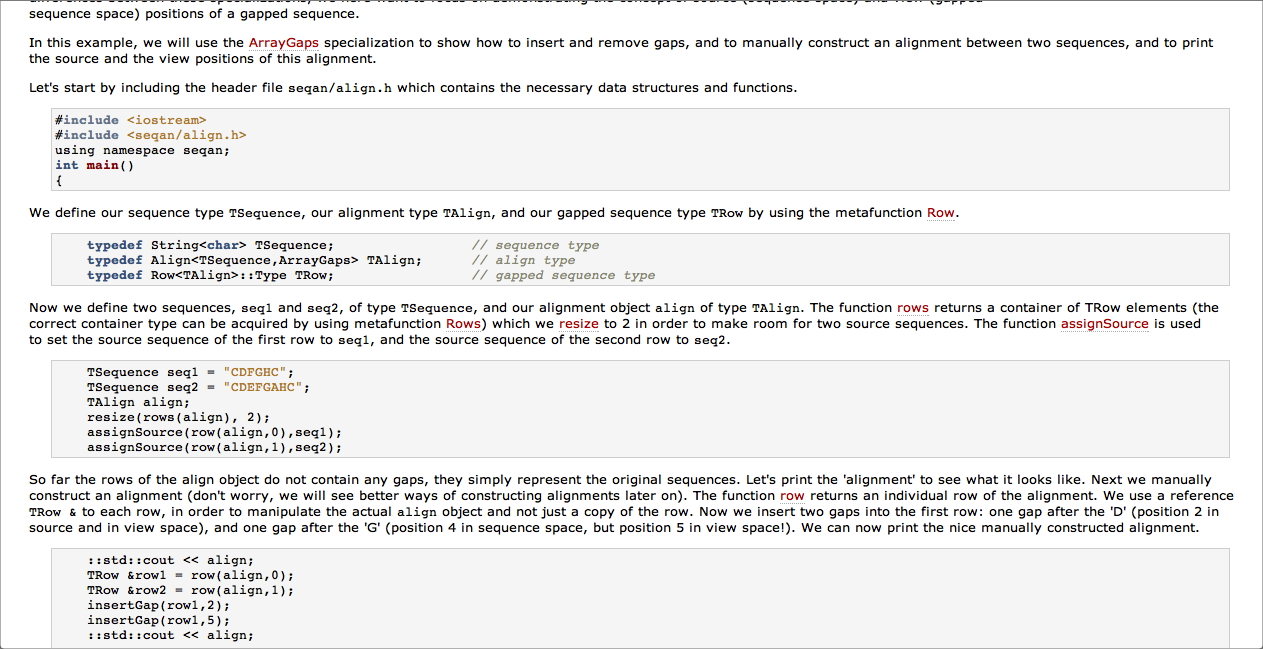 sequence space) positions of a gapped sequence.
In this example, we will use the ArrayGaps specialization to show how to insert and remove gaps, and to manually construct an alignment between two sequences, and to print
the source and the view positions of this alignment.
Let's start by including the header file seqan/align.h which contains the necessary data structures and functions.
#include <iostream>
#include <seqan/align.h>
using namespace seqan;
int main()
{
We define our sequence type TSequence, our alignment type TAlign, and our gapped sequence type TRow by using the metafunction Row.
typedef String<char> TSequence; // sequence type
typedef Align<TSequence,ArrayGaps> TAlign; // align type
typedef Row<TAlign>::Type TRow; // gapped sequence type
Now we define two sequences, seq1 and seq2, of type TSequence, and our alignment object align of type TAlign. The function rows returns a container of TRow elements (the
correct container type can be acquired by using metafunction Rows) which we resize to 2 in order to make room for two source sequences. The function assignSource is used
to set the source sequence of the first row to seq1, and the source sequence of the second row to seq2.
TSequence seq1 = "CDFGHC";
TSequence seq2 = "CDEFGAHC";
TAlign align;
resize(rows(align), 2);
assignSource(row(align,0),seq1);
assignSource(row(align,1),seq2);
So far the rows of the align object do not contain any gaps, they simply represent the original sequences. Let's print the 'alignment' to see what it looks like. Next we manually
construct an alignment (don't worry, we will see better ways of constructing alignments later on). The function row returns an individual row of the alignment. We use a reference
TRow & to each row, in order to manipulate the actual align object and not just a copy of the row. Now we insert two gaps into the first row: one gap after the 'D' (position 2 in
source and in view space), and one gap after the 'G' (position 4 in sequence space, but position 5 in view space!). We can now print the nice manually constructed alignment.
::std::cout << align;
TRow &row1 = row(align,0);
TRow &row2 = row(align,1);
insertGap(row1,2);
insertGap(row1,5);
::std::cout << align;